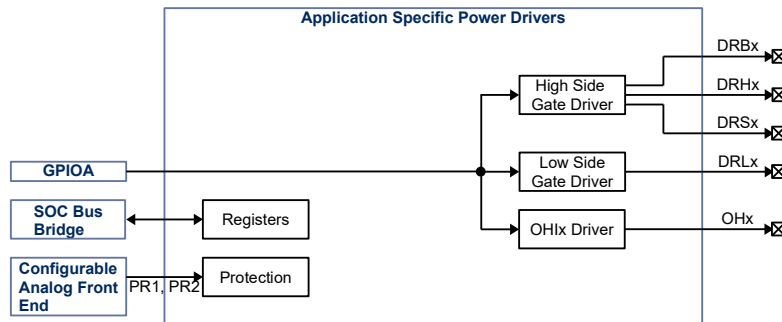 Application Specific Power Drivers
DRBx
High Side
Gate Driver
DRHx
DRSx
GPIOA
Low Side
Gate Driver
DRLx
SOC Bus
Bridge
Registers
OHIx Driver
OHx
Configurable
Analog Front
End
PR1, PR2
Protection